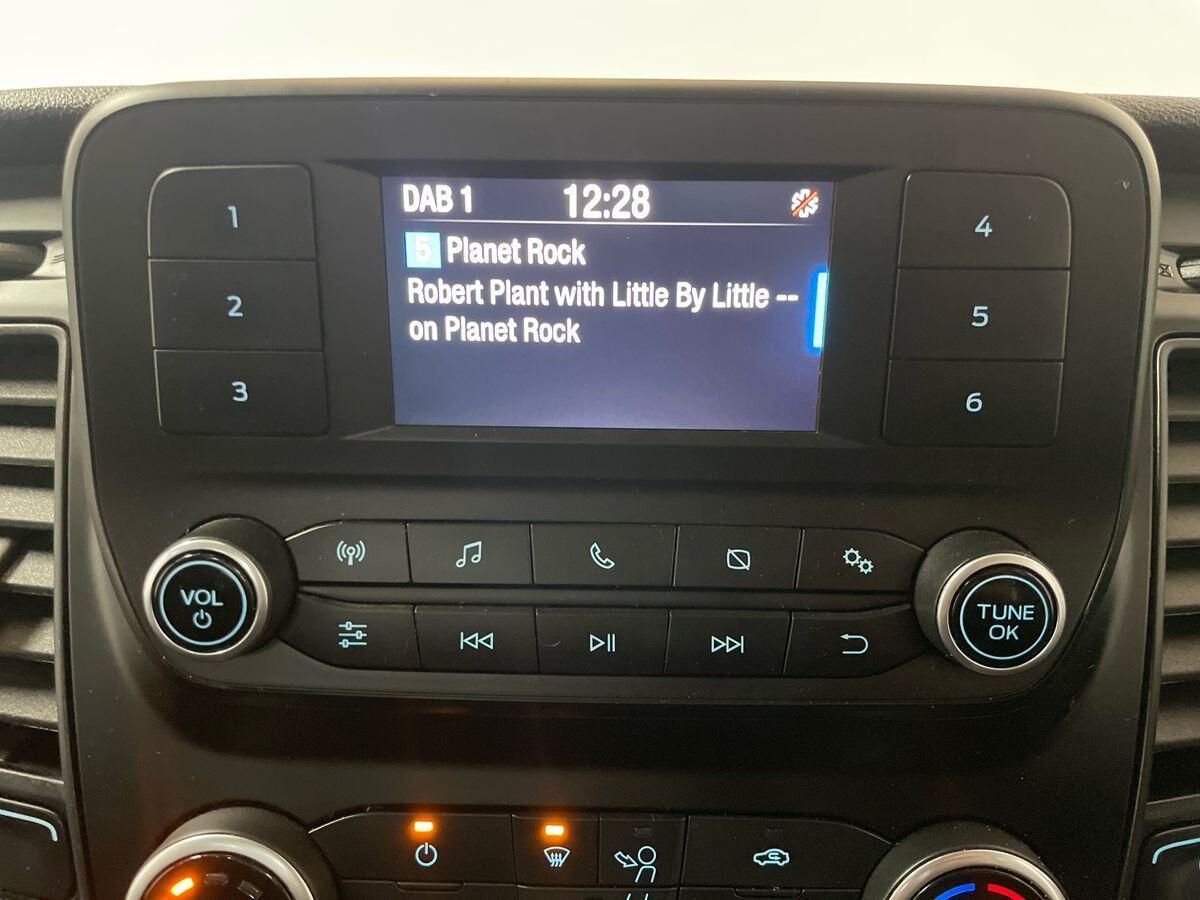 DAB 1 12:28
5 Planet Rock
Robert Plant with Little By Little --
on Planet Rock
1
2
3
4
5
6
VOL
TUNE
OK